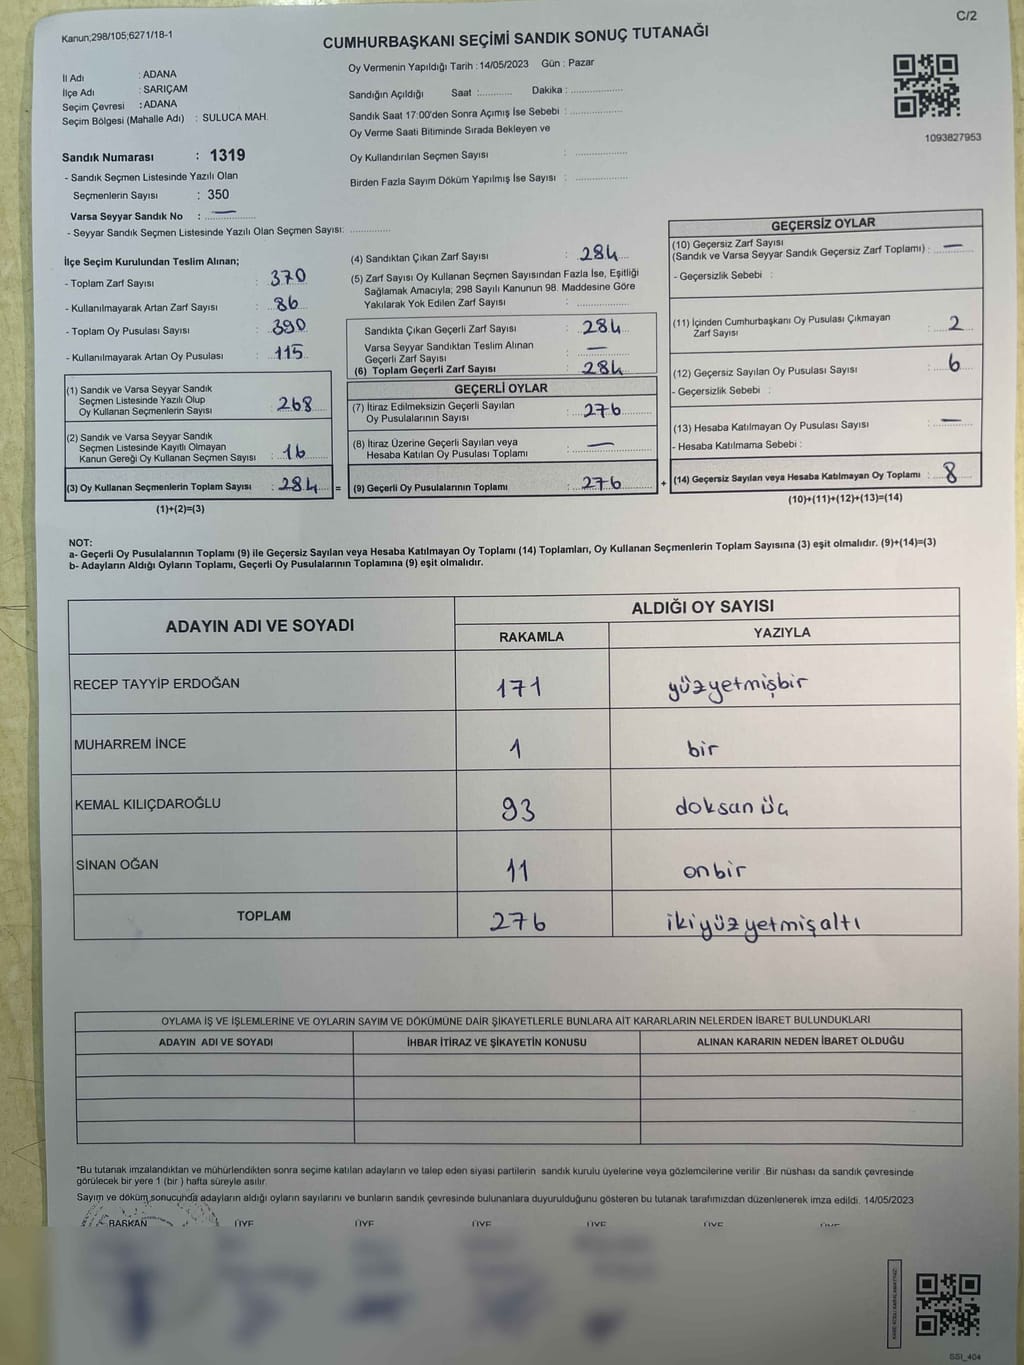 C/2
Kanun;298/105;6271/18-1
CUMHURBAŞKANI SEÇİMİ SANDIK SONUÇ TUTANAĞI
İl Adı : ADANA
İlçe Adı : SARIÇAM
Seçim Çevresi : ADANA
Seçim Bölgesi (Mahalle Adı) : SULUCA MAH.
Sandık Numarası : 1319
- Sandık Seçmen Listesinde Yazılı Olan
Seçmenlerin Sayısı : 350
Varsa Seyyar Sandık No : —
- Seyyar Sandık Seçmen Listesinde Yazılı Olan Seçmen Sayısı: ..............
Oy Vermenin Yapıldığı Tarih : 14/05/2023 Gün : Pazar
Sandığın Açıldığı Saat :........... Dakika : .................
Sandık Saat 17:00'den Sonra Açımış İse Sebebi : .................
Oy Verme Saati Bitiminde Sırada Bekleyen ve
Oy Kullandırılan Seçmen Sayısı : .................
Birden Fazla Sayım Döküm Yapılmış İse Sayısı : .................
1093827953
İlçe Seçim Kurulundan Teslim Alınan;
- Toplam Zarf Sayısı : 370
- Kullanılmayarak Artan Zarf Sayısı : 86
- Toplam Oy Pusulası Sayısı : 390
- Kullanılmayarak Artan Oy Pusulası : 115
(1) Sandık ve Varsa Seyyar Sandık
Seçmen Listesinde Yazılı Olup
Oy Kullanan Seçmenlerin Sayısı : 268
(2) Sandık ve Varsa Seyyar Sandık
Seçmen Listesinde Kayıtlı Olmayan
Kanun Gereği Oy Kullanan Seçmen Sayısı : 16
(3) Oy Kullanan Seçmenlerin Toplam Sayısı : 284 =
(1)+(2)=(3)
(4) Sandıktan Çıkan Zarf Sayısı : 284
(5) Zarf Sayısı Oy Kullanan Seçmen Sayısından Fazla İse, Eşitliği
Sağlamak Amacıyla; 298 Sayılı Kanunun 98. Maddesine Göre
Yakılarak Yok Edilen Zarf Sayısı : .................
Sandıkta Çıkan Geçerli Zarf Sayısı : 284
Varsa Seyyar Sandıktan Teslim Alınan
Geçerli Zarf Sayısı : —
(6) Toplam Geçerli Zarf Sayısı : 284
GEÇERLİ OYLAR
(7) İtiraz Edilmeksizin Geçerli Sayılan
Oy Pusulalarının Sayısı : 276
(8) İtiraz Üzerine Geçerli Sayılan veya
Hesaba Katılan Oy Pusulası Toplamı : —
(9) Geçerli Oy Pusulalarının Toplamı : 276 +
GEÇERSİZ OYLAR
(10) Geçersiz Zarf Sayısı
(Sandık ve Varsa Seyyar Sandık Geçersiz Zarf Toplamı) : —
- Geçersizlik Sebebi :
(11) İçinden Cumhurbaşkanı Oy Pusulası Çıkmayan
Zarf Sayısı : 2
(12) Geçersiz Sayılan Oy Pusulası Sayısı : 6
- Geçersizlik Sebebi :
(13) Hesaba Katılmayan Oy Pusulası Sayısı : —
- Hesaba Katılmama Sebebi :
(14) Geçersiz Sayılan veya Hesaba Katılmayan Oy Toplamı : 8
(10)+(11)+(12)+(13)=(14)
NOT:
a- Geçerli Oy Pusulalarının Toplamı (9) ile Geçersiz Sayılan veya Hesaba Katılmayan Oy Toplamı (14) Toplamları, Oy Kullanan Seçmenlerin Toplam Sayısına (3) eşit olmalıdır. (9)+(14)=(3)
b- Adayların Aldığı Oyların Toplamı, Geçerli Oy Pusulalarının Toplamına (9) eşit olmalıdır.
ADAYIN ADI VE SOYADI
ALDIĞI OY SAYISI
RAKAMLA YAZIYLA
RECEP TAYYİP ERDOĞAN 171 yüzyetmişbir
MUHARREM İNCE 1 bir
KEMAL KILIÇDAROĞLU 93 doksan üç
SİNAN OĞAN 11 onbir
TOPLAM 276 ikiyüzyetmişaltı
OYLAMA İŞ VE İŞLEMLERİNE VE OYLARIN SAYIM VE DÖKÜMÜNE DAİR ŞİKAYETLERLE BUNLARA AİT KARARLARIN NELERDEN İBARET BULUNDUKLARI
ADAYIN ADI VE SOYADI İHBAR İTİRAZ VE ŞİKAYETİN KONUSU ALINAN KARARIN NEDEN İBARET OLDUĞU
*Bu tutanak imzalandıktan ve mühürlendikten sonra seçime katılan adayların ve talep eden siyasi partilerin sandık kurulu üyelerine veya gözlemcilerine verilir .Bir nüshası da sandık çevresinde
görülecek bir yere 1 (bir ) hafta süreyle asılır.
Sayım ve döküm sonucunda adayların aldığı oyların sayılarını ve bunların sandık çevresinde bulunanlara duyurulduğunu gösteren bu tutanak tarafımızdan düzenlenerek imza edildi. 14/05/2023
BAŞKAN ÜYE ÜYE ÜYE ÜYE ÜYE
SSI_404